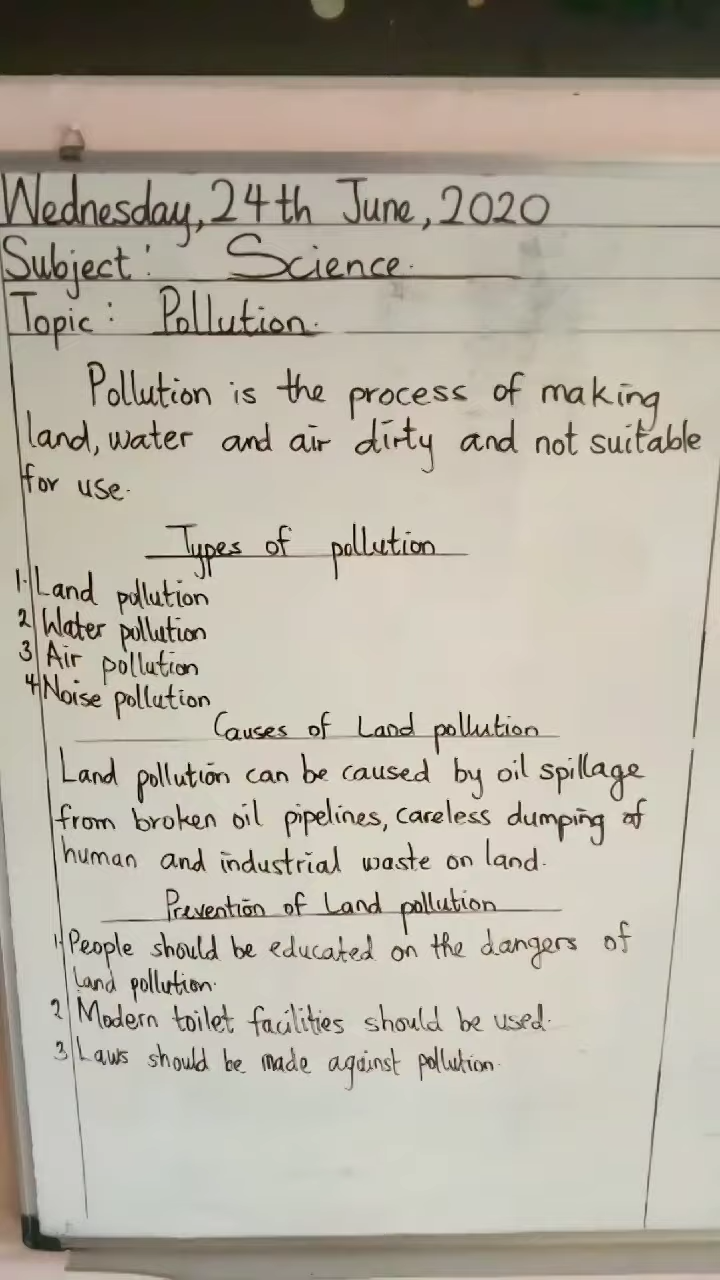 Wednesday, 24th June, 2020
Subject: Science.
Topic: Pollution.
Pollution is the process of making
land, water and air dirty and not suitable
for use.
Types of pollution
1. Land pollution
2 Water pollution
3 Air pollution
4 Noise pollution
Causes of Land pollution
Land pollution can be caused by oil spillage
from broken oil pipelines, careless dumping of
human and industrial waste on land.
Prevention of Land pollution
1 People should be educated on the dangers of
Land pollution.
2 Modern toilet facilities should be used.
3 Laws should be made against pollution.